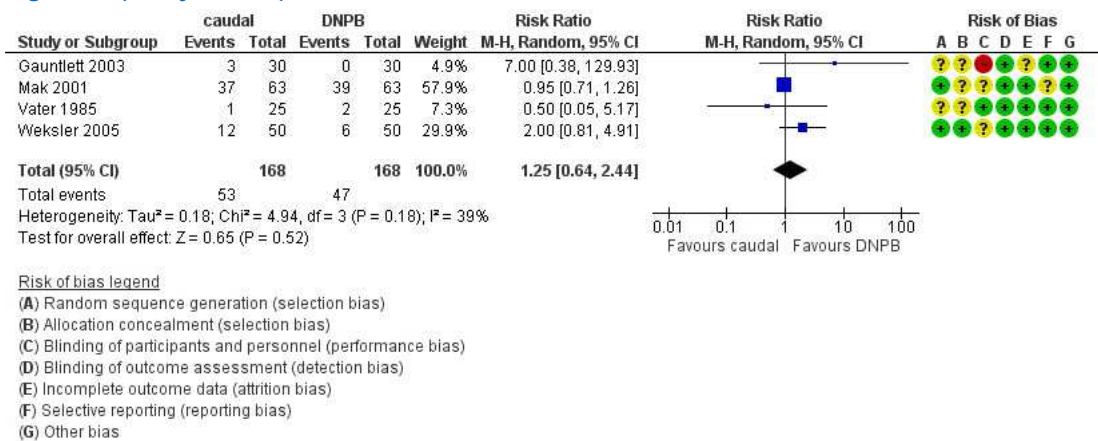 caudal DNPB Risk Ratio Risk Ratio Risk of Bias
Study or Subgroup Events Total Events Total Weight M-H, Random, 95% CI M-H, Random, 95% CI A B C D E F G
Gauntlett 2003 3 30 0 30 4.9% 7.00 [0.38, 129.93] ? ? - + ? + +
Mak 2001 37 63 39 63 57.9% 0.95 [0.71, 1.26] + ? ? + + ? +
Vater 1985 1 25 2 25 7.3% 0.50 [0.05, 5.17] ? ? + + + + +
Weksler 2005 12 50 6 50 29.9% 2.00 [0.81, 4.91] + + ? + + + +
Total (95% CI) 168 168 100.0% 1.25 [0.64, 2.44]
Total events 53 47
Heterogeneity: Tau² = 0.18; Chi² = 4.94, df = 3 (P = 0.18); I² = 39%
Test for overall effect: Z = 0.65 (P = 0.52)
0.01 0.1 1 10 100
Favours caudal Favours DNPB
Risk of bias legend
(A) Random sequence generation (selection bias)
(B) Allocation concealment (selection bias)
(C) Blinding of participants and personnel (performance bias)
(D) Blinding of outcome assessment (detection bias)
(E) Incomplete outcome data (attrition bias)
(F) Selective reporting (reporting bias)
(G) Other bias